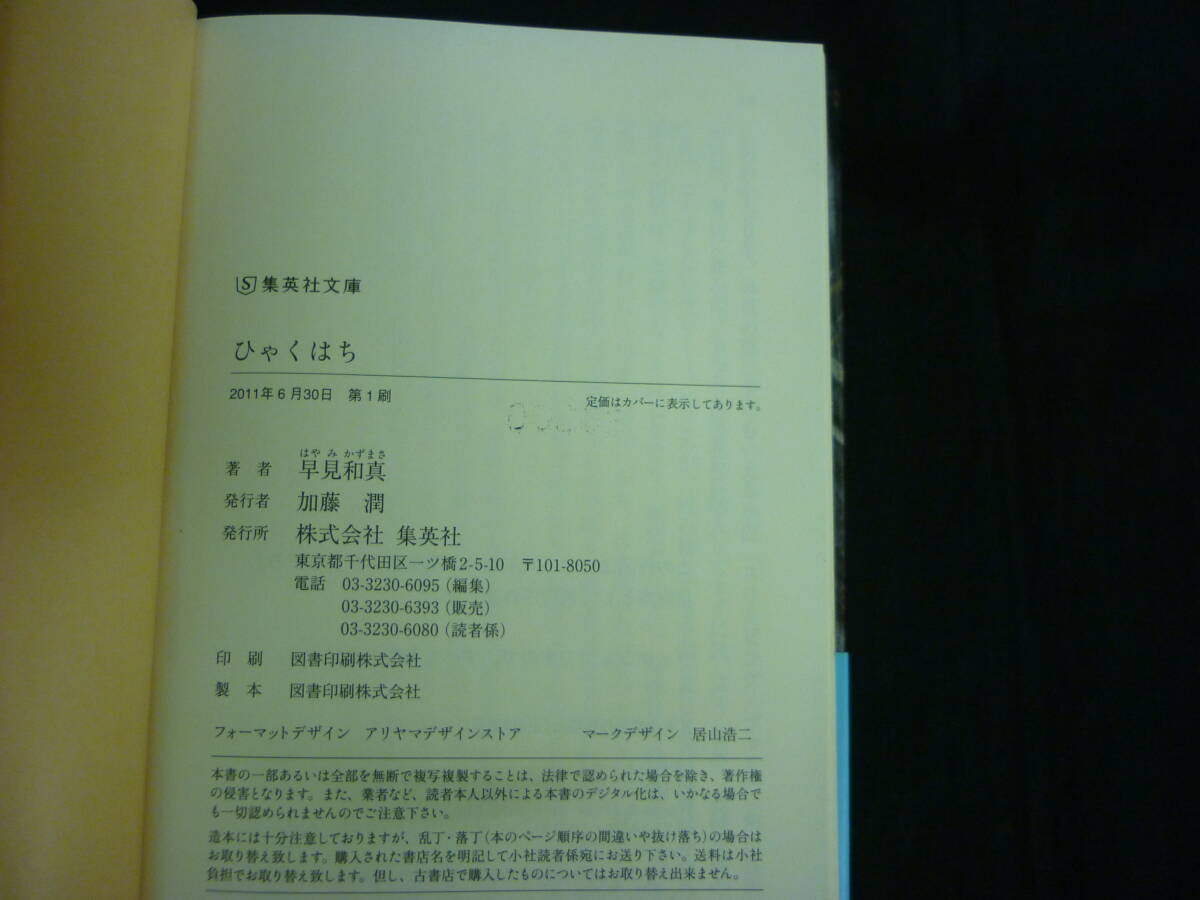 S 集英社文庫
ひゃくはち
2011年6月30日　第1刷　定価はカバーに表示してあります。
はやみ かずまさ
著　者　早見和真
発行者　加藤　潤
発行所　株式会社 集英社
東京都千代田区一ツ橋2-5-10　〒101-8050
電話　03-3230-6095（編集）
03-3230-6393（販売）
03-3230-6080（読者係）
印　刷　図書印刷株式会社
製　本　図書印刷株式会社
フォーマットデザイン　アリヤマデザインストア　マークデザイン　居山浩二
本書の一部あるいは全部を無断で複写複製することは、法律で認められた場合を除き、著作権
の侵害となります。また、業者など、読者本人以外による本書のデジタル化は、いかなる場合で
も一切認められませんのでご注意下さい。
造本には十分注意しておりますが、乱丁・落丁（本のページ順序の間違いや抜け落ち）の場合は
お取り替え致します。購入された書店名を明記して小社読者係宛にお送り下さい。送料は小社
負担でお取り替え致します。但し、古書店で購入したものについてはお取り替え出来ません。